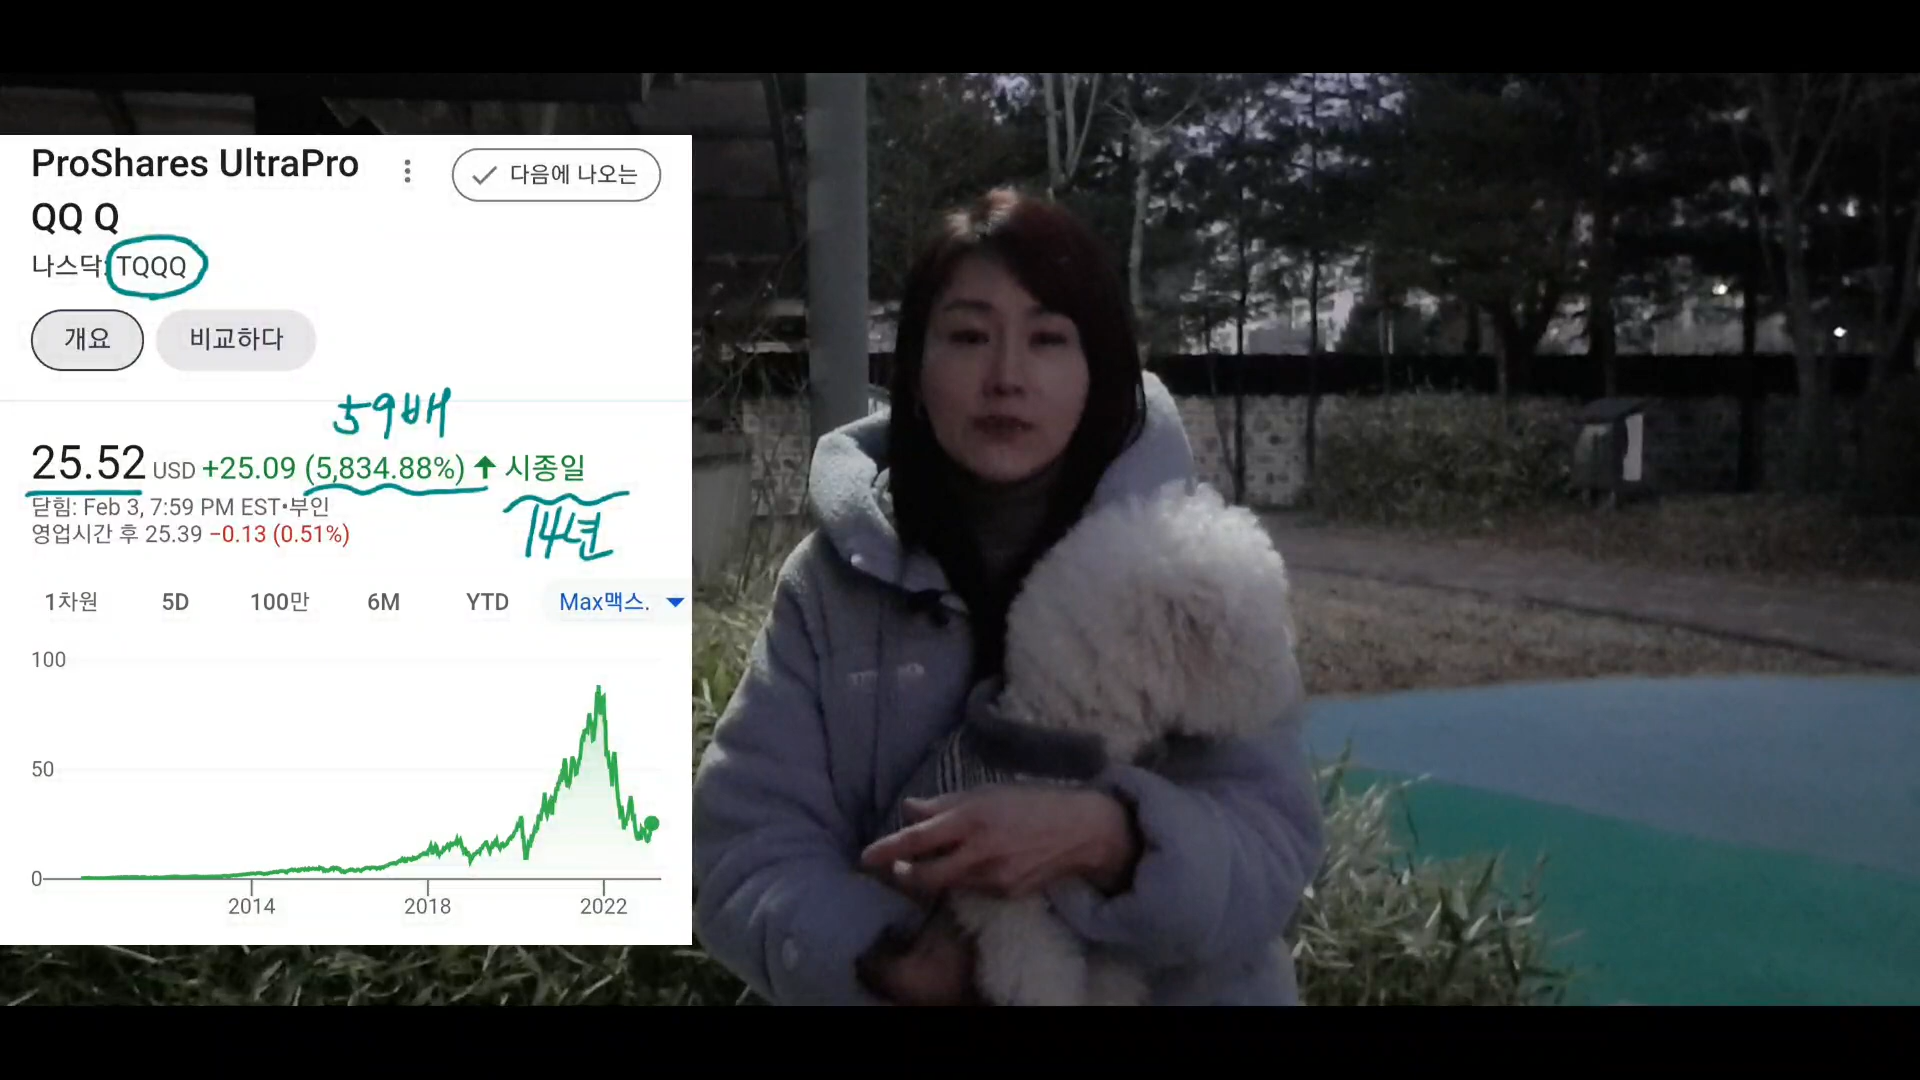 ProShares UltraPro
다음에 나오는
QQ Q
나스닥: TQQQ
개요
비교하다
59배
25.52 USD +25.09 (5,834.88%) 시종일
14년
닫힘: Feb 3, 7:59 PM EST•부인
영업시간 후 25.39 −0.13 (0.51%)
1차원 5D 100만 6M YTD Max맥스.
100
50
0
2014 2018 2022